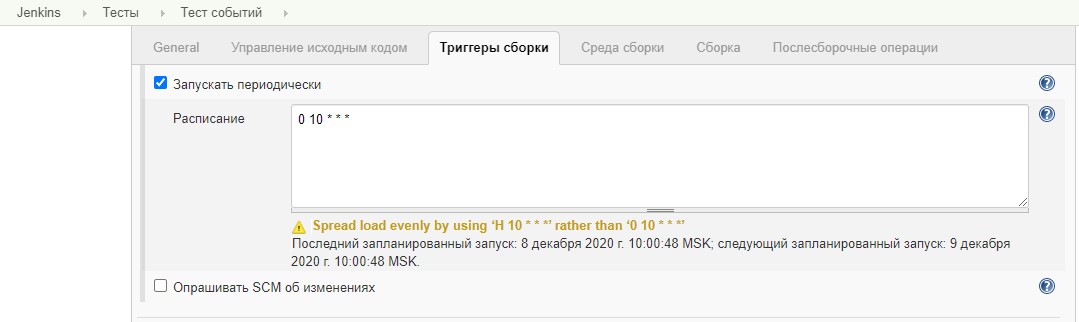 Jenkins Тесты Тест событий
General Управление исходным кодом Триггеры сборки Среда сборки Сборка Послесборочные операции
Запускать периодически
Расписание 0 10 * * *
Spread load evenly by using ‘H 10 * * *’ rather than ‘0 10 * * *’
Последний запланированный запуск: 8 декабря 2020 г. 10:00:48 MSK; следующий запланированный запуск: 9 декабря
2020 г. 10:00:48 MSK.
Опрашивать SCM об изменениях